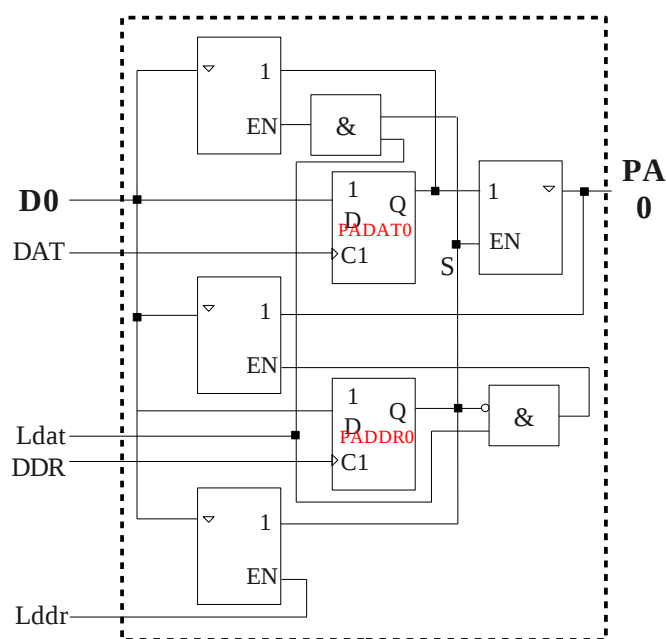 1
EN
&
D0
PA
0
1
D
Q
PADAT0
C1
1
EN
S
DAT
1
EN
Ldat
DDR
1
D
Q
PADDR0
C1
&
1
EN
Lddr